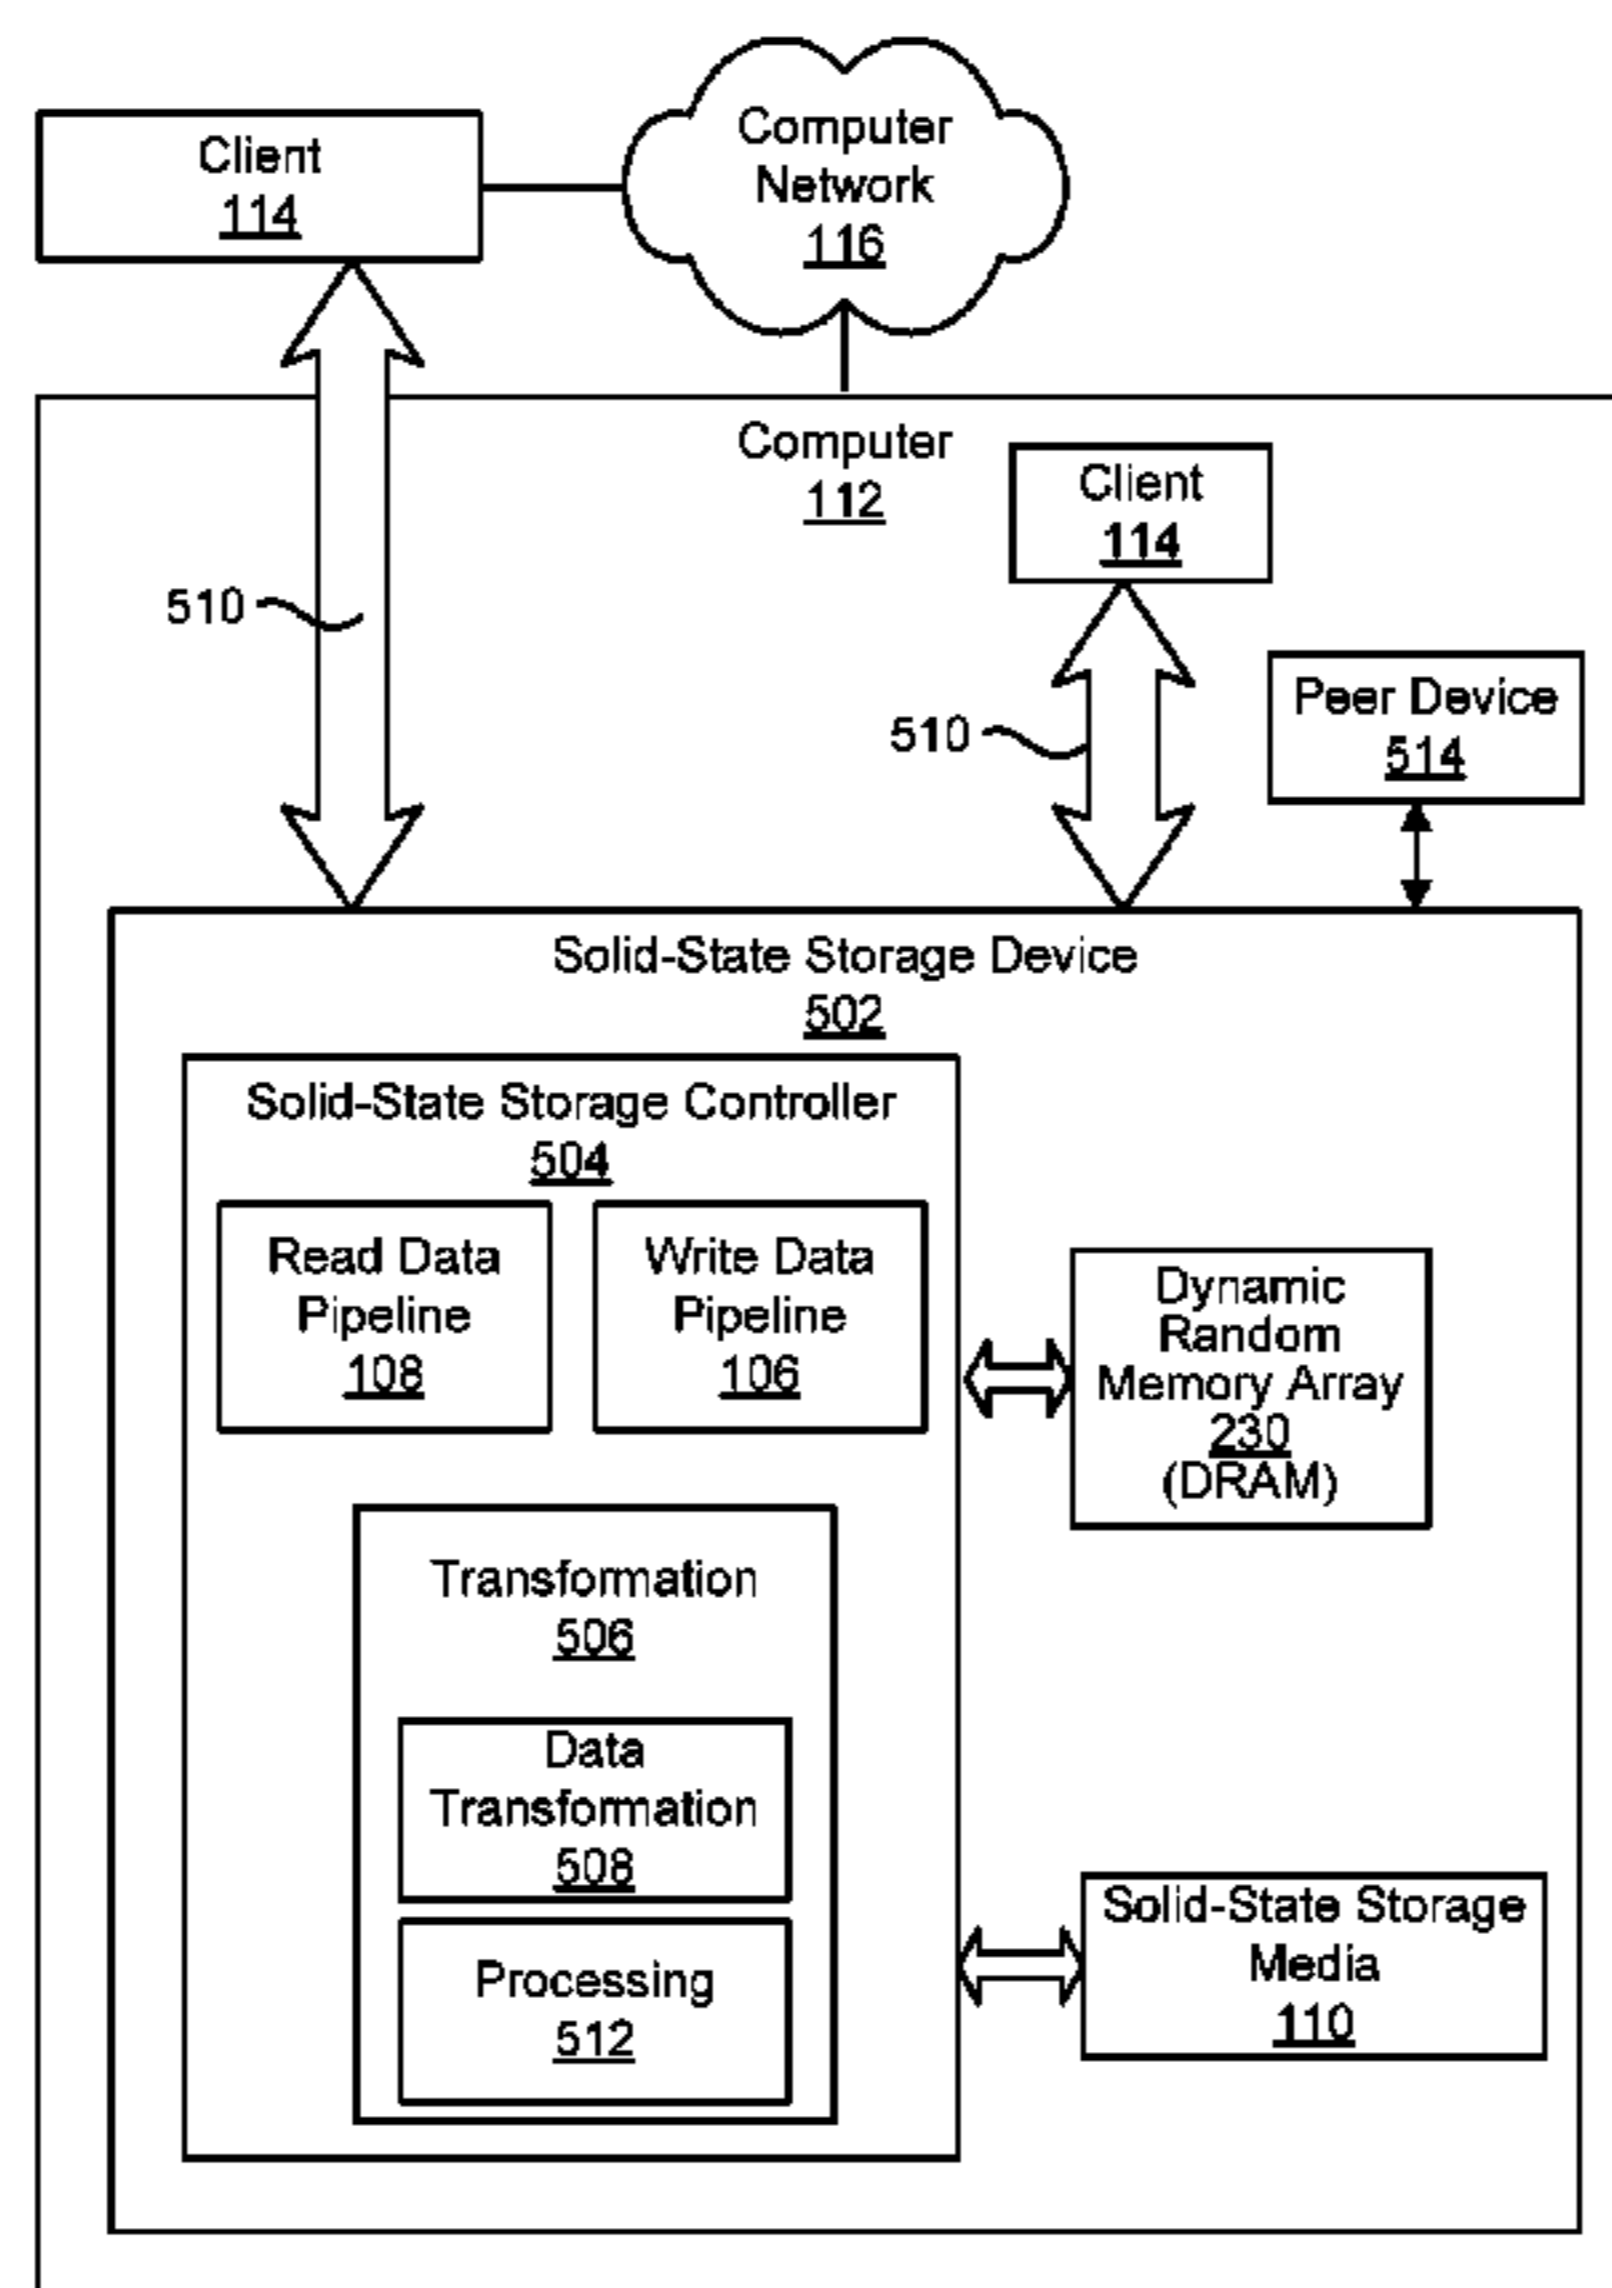 Client
114
Computer
Network
116
Computer
112
Client
114
510
510
Peer Device
514
Solid-State Storage Device
502
Solid-State Storage Controller
504
Read Data
Pipeline
108
Write Data
Pipeline
106
Dynamic
Random
Memory Array
230
(DRAM)
Transformation
506
Data
Transformation
508
Processing
512
Solid-State Storage
Media
110